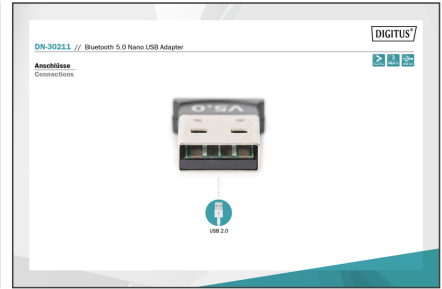 DIGITUS®
DN-30211 // Bluetooth 5.0 Nano USB Adapter
Anschlüsse
Connections
V5.0
USB 2.0